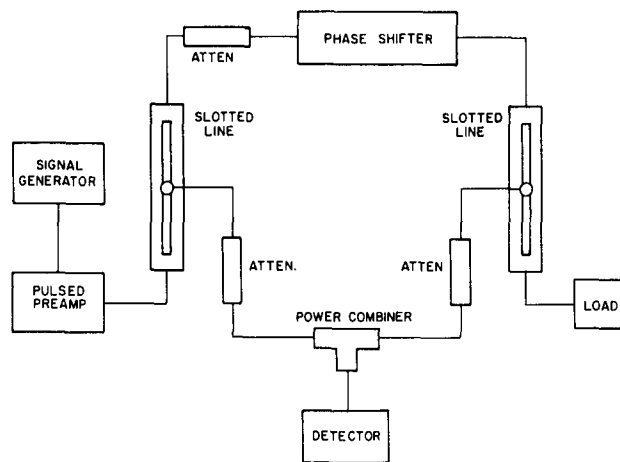 PHASE SHIFTER
ATTEN
SLOTTED
LINE
SLOTTED
LINE
SIGNAL
GENERATOR
ATTEN.
ATTEN
PULSED
PREAMP
POWER COMBINER
LOAD
DETECTOR